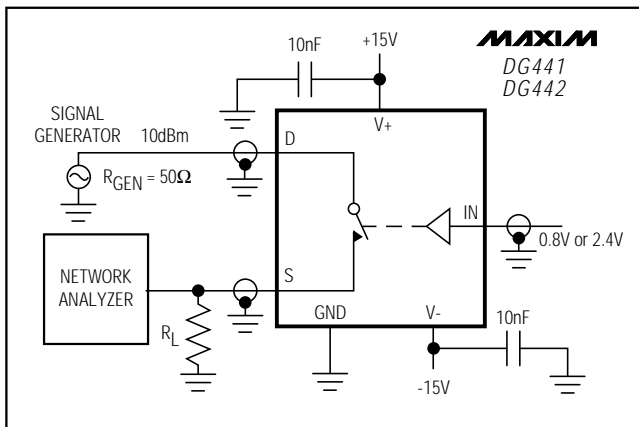 10nF
+15V
MAXIM
DG441
DG442
V+
SIGNAL
GENERATOR
10dBm
D
RGEN = 50Ω
IN
0.8V or 2.4V
NETWORK
ANALYZER
S
RL
GND
V-
10nF
-15V